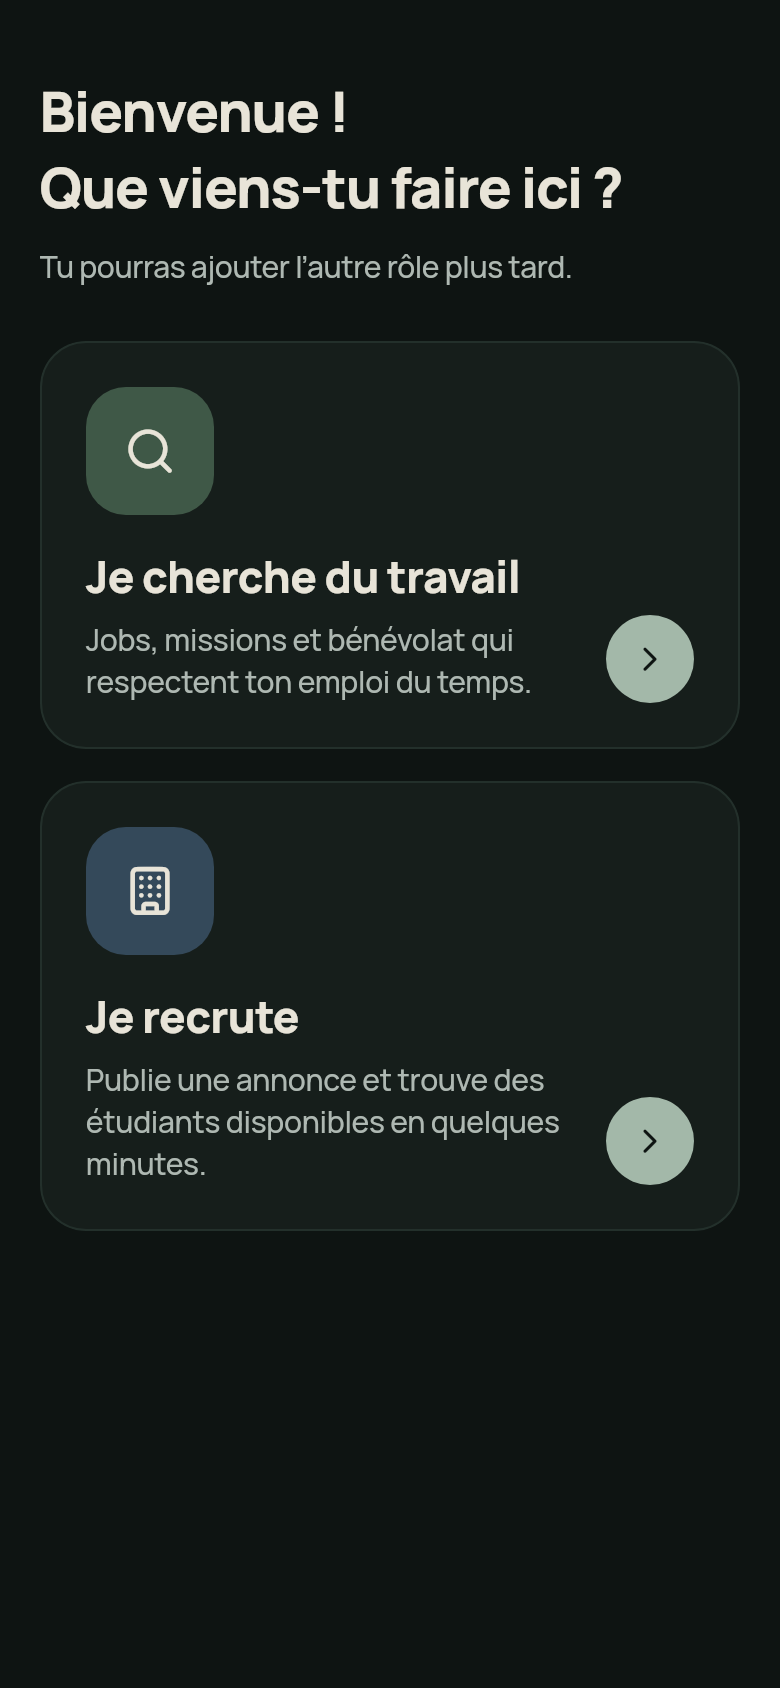 Bienvenue !
Que viens-tu faire ici ?
Tu pourras ajouter l’autre rôle plus tard.
Je cherche du travail
Jobs, missions et bénévolat qui
respectent ton emploi du temps.
Je recrute
Publie une annonce et trouve des
étudiants disponibles en quelques
minutes.